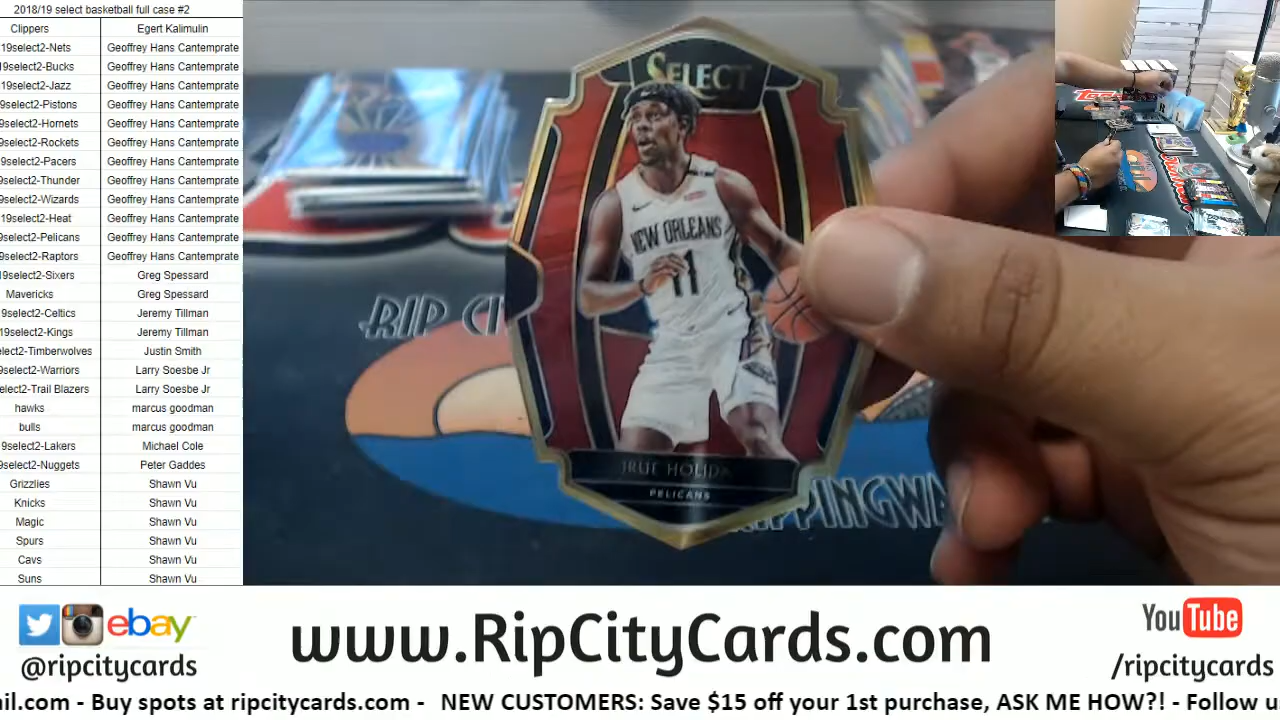 2018/19 select basketball full case #2
Clippers Egert Kalimulin
19select2-Nets Geoffrey Hans Cantemprate
19select2-Bucks Geoffrey Hans Cantemprate
19select2-Jazz Geoffrey Hans Cantemprate
9select2-Pistons Geoffrey Hans Cantemprate
9select2-Hornets Geoffrey Hans Cantemprate
9select2-Rockets Geoffrey Hans Cantemprate
9select2-Pacers Geoffrey Hans Cantemprate
9select2-Thunder Geoffrey Hans Cantemprate
9select2-Wizards Geoffrey Hans Cantemprate
19select2-Heat Geoffrey Hans Cantemprate
9select2-Pelicans Geoffrey Hans Cantemprate
9select2-Raptors Geoffrey Hans Cantemprate
19select2-Sixers Greg Spessard
Mavericks Greg Spessard
9select2-Celtics Jeremy Tillman
19select2-Kings Jeremy Tillman
elect2-Timberwolves Justin Smith
9select2-Warriors Larry Soesbe Jr
elect2-Trail Blazers Larry Soesbe Jr
hawks marcus goodman
bulls marcus goodman
9select2-Lakers Michael Cole
9select2-Nuggets Peter Gaddes
Grizzlies Shawn Vu
Knicks Shawn Vu
Magic Shawn Vu
Spurs Shawn Vu
Cavs Shawn Vu
Suns Shawn Vu
SELECT
NEW ORLEANS
11
JRUE HOLIDA
PELICANS
RIP CI
RIPPINGWA
ebay
@ripcitycards
www.RipCityCards.com
YouTube
/ripcitycards
ail.com - Buy spots at ripcitycards.com - NEW CUSTOMERS: Save $15 off your 1st purchase, ASK ME HOW?! - Follow u